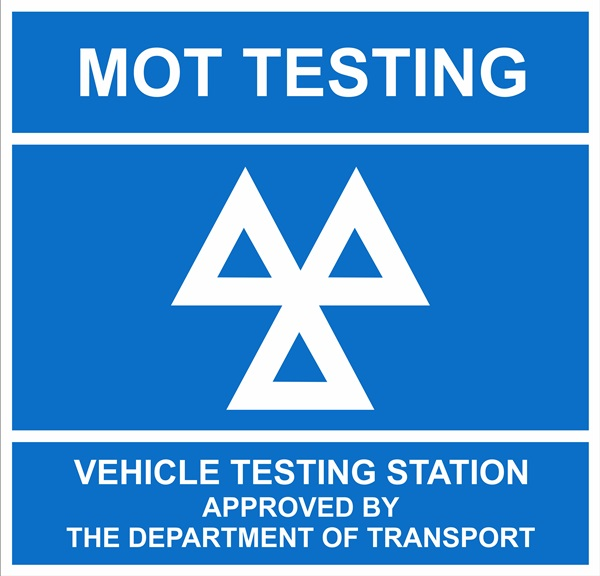 MOT TESTING
VEHICLE TESTING STATION
APPROVED BY
THE DEPARTMENT OF TRANSPORT